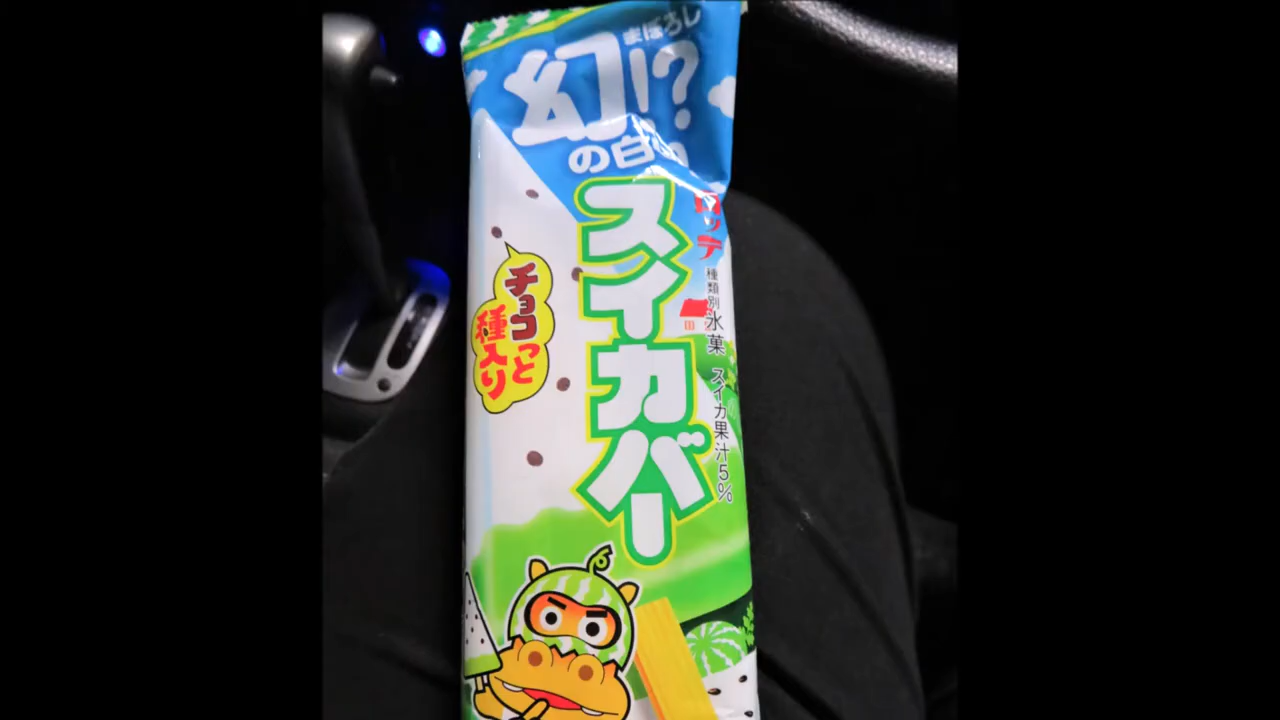 まぼろし
幻!?
の白い
スイカバー
ロッテ
種類別 氷菓 スイカ果汁5%
チョコっと
種入り